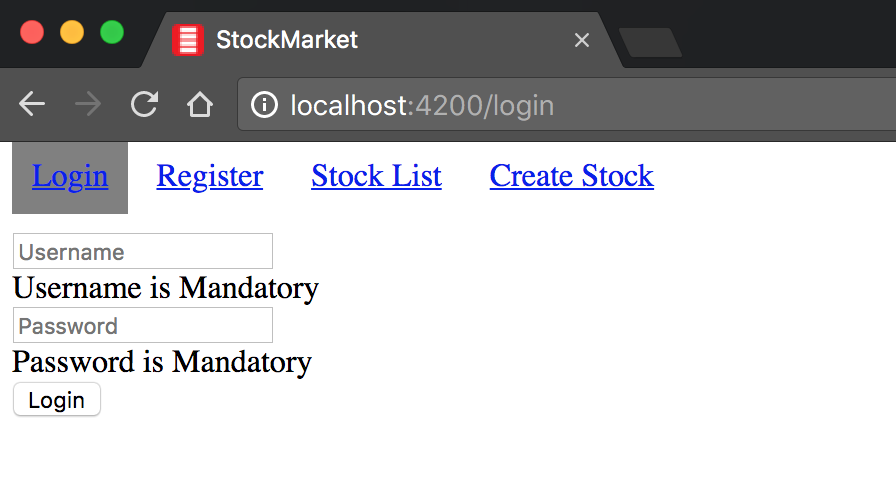 StockMarket
localhost:4200/login
Login Register Stock List Create Stock
Username
Username is Mandatory
Password
Password is Mandatory
Login